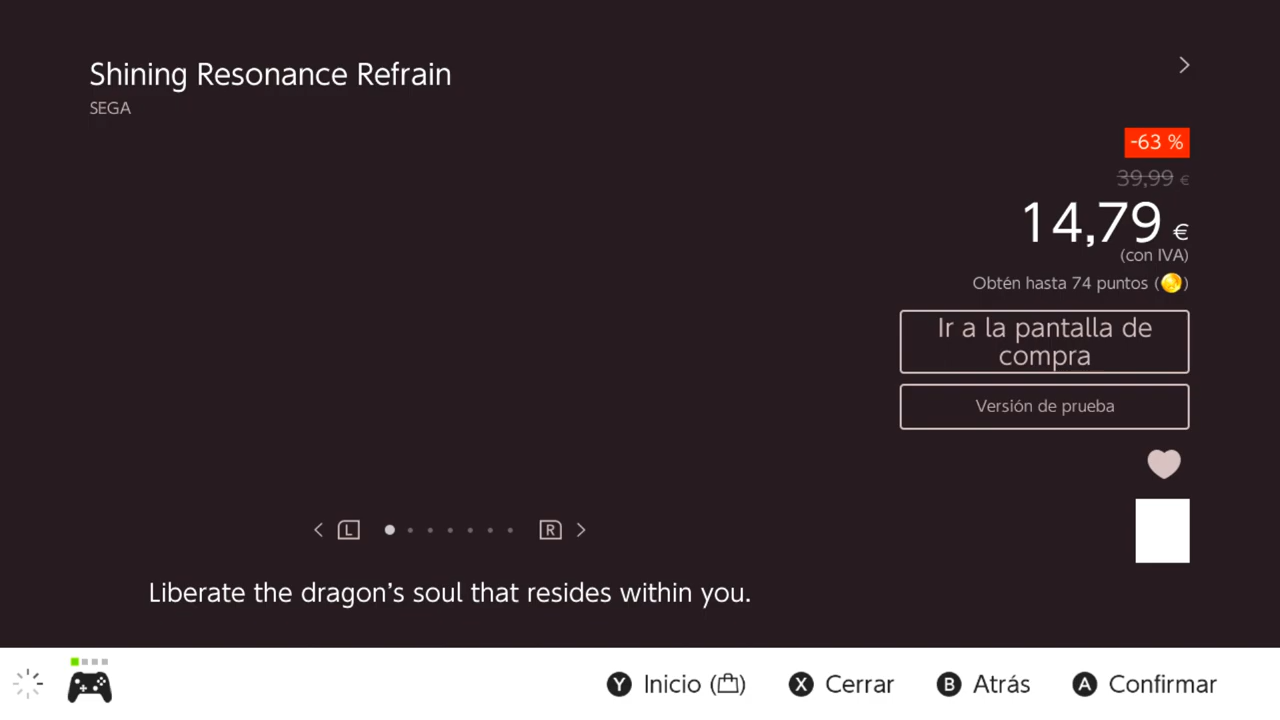 Shining Resonance Refrain
SEGA
-63 %
39,99 €
14,79 €
(con IVA)
Obtén hasta 74 puntos ( )
Ir a la pantalla de
compra
Versión de prueba
L
R
Liberate the dragon’s soul that resides within you.
Y Inicio ( ) X Cerrar B Atrás A Confirmar